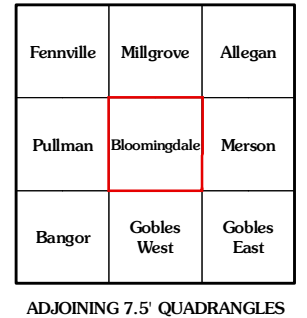 Fennville Millgrove Allegan
Pullman Bloomingdale Merson
Bangor Gobles West Gobles East
ADJOINING 7.5' QUADRANGLES